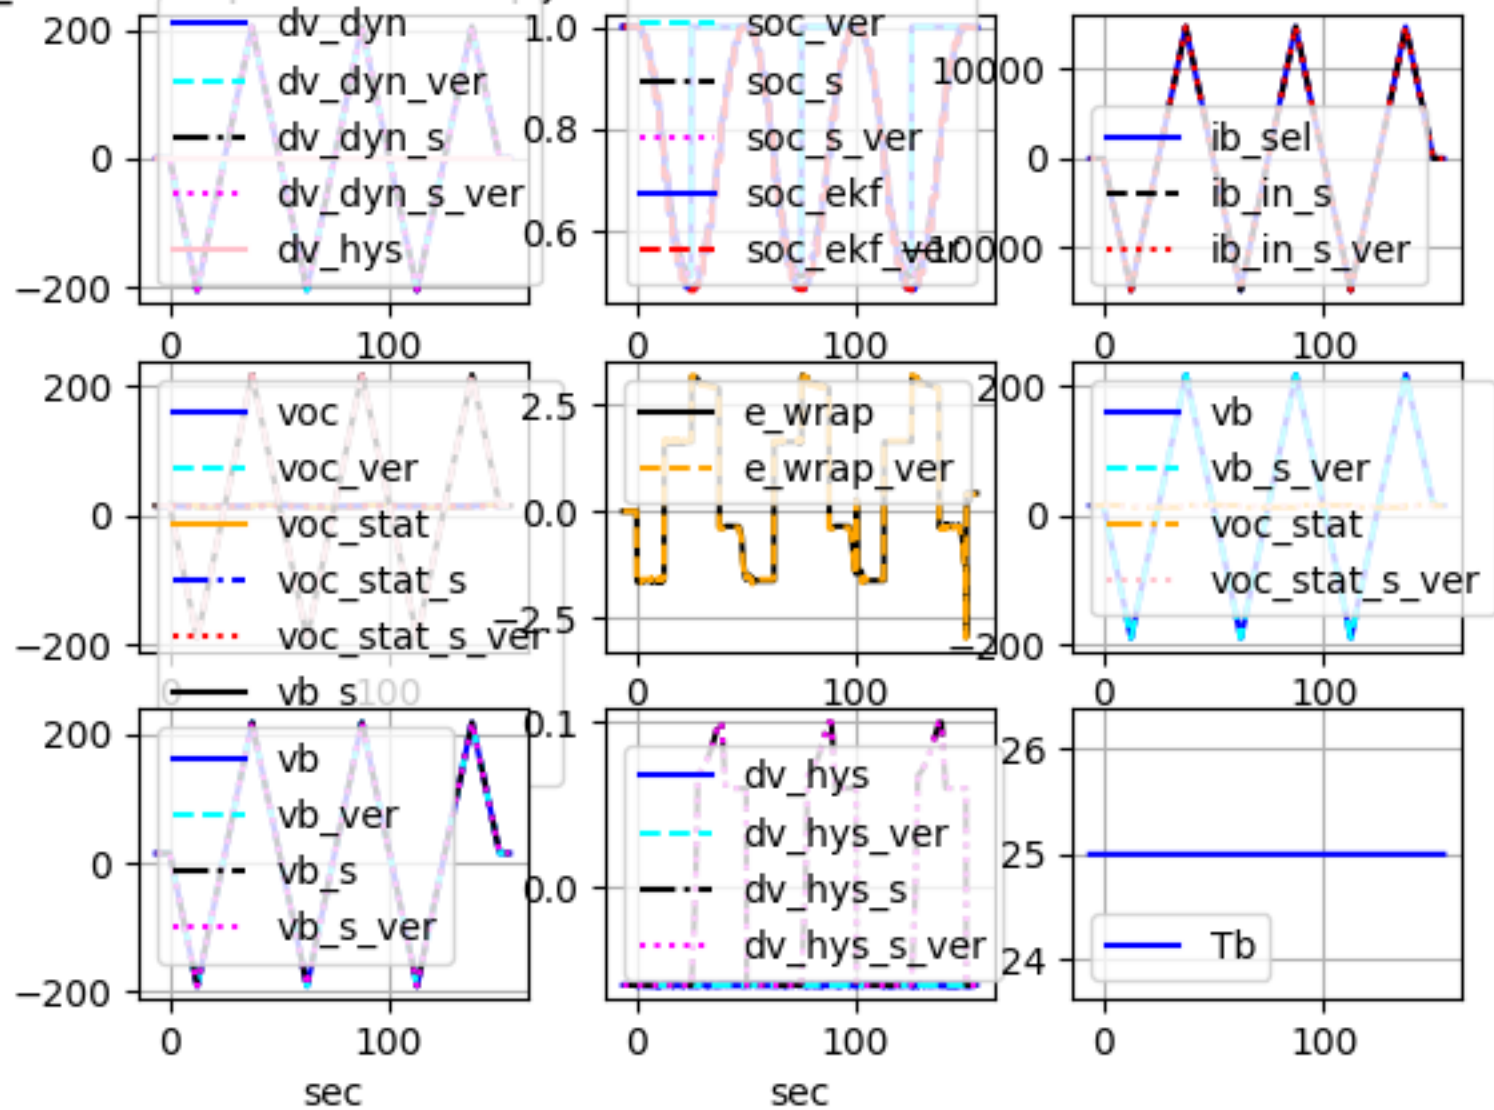 200
0
−200
dv_dyn
dv_dyn_ver
dv_dyn_s
dv_dyn_s_ver
dv_hys
0 100
1.0
0.8
0.6
soc_ver
soc_s
soc_s_ver
soc_ekf
soc_ekf_ver
0 100
10000
0
−10000
ib_sel
ib_in_s
ib_in_s_ver
0 100
200
0
−200
voc
voc_ver
voc_stat
voc_stat_s
voc_stat_s_ver
vb_s
0 100
2.5
0.0
−2.5
e_wrap
e_wrap_ver
0 100
200
0
−200
vb
vb_s_ver
voc_stat
voc_stat_s_ver
0 100
200
0
−200
vb
vb_ver
vb_s
vb_s_ver
0 100
sec
0.1
0.0
dv_hys
dv_hys_ver
dv_hys_s
dv_hys_s_ver
0 100
sec
26
25
24
Tb
0 100